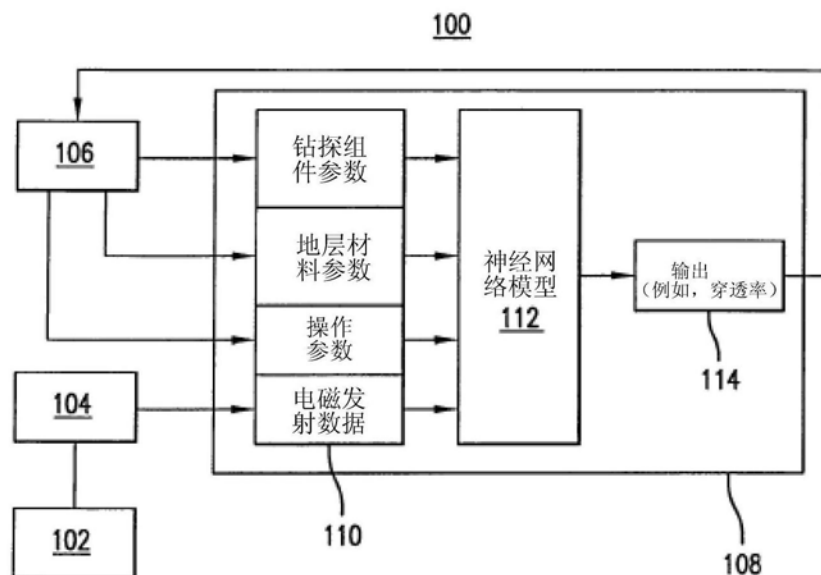 100
106
钻探组
件参数
地层材
料参数
操作
参数
电磁发
射数据
神经网
络模型
112
输出
（例如，穿透率）
114
104
102
110
108